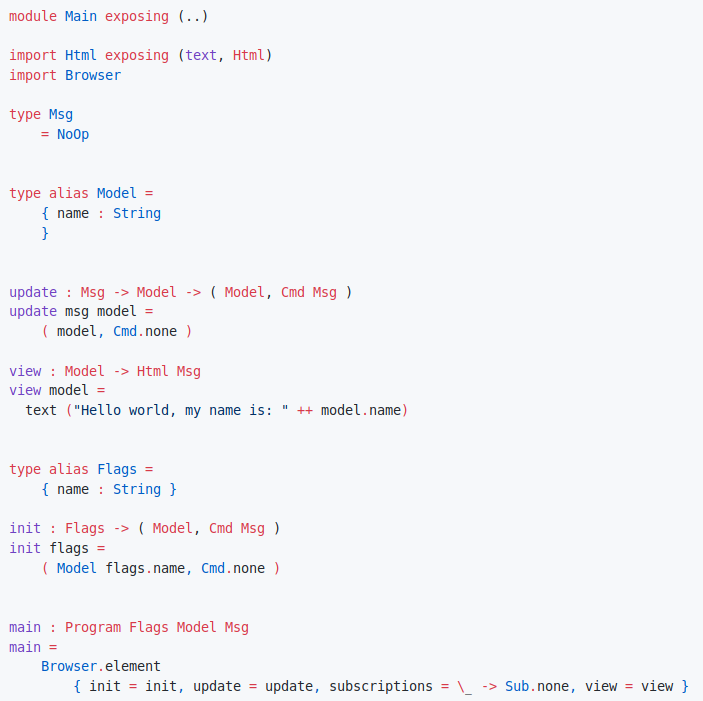 module Main exposing (..)

import Html exposing (text, Html)
import Browser

type Msg
    = NoOp


type alias Model =
    { name : String
    }


update : Msg -> Model -> ( Model, Cmd Msg )
update msg model =
    ( model, Cmd.none )

view : Model -> Html Msg
view model =
  text ("Hello world, my name is: " ++ model.name)


type alias Flags =
    { name : String }

init : Flags -> ( Model, Cmd Msg )
init flags =
    ( Model flags.name, Cmd.none )


main : Program Flags Model Msg
main =
    Browser.element
        { init = init, update = update, subscriptions = \_ -> Sub.none, view = view }